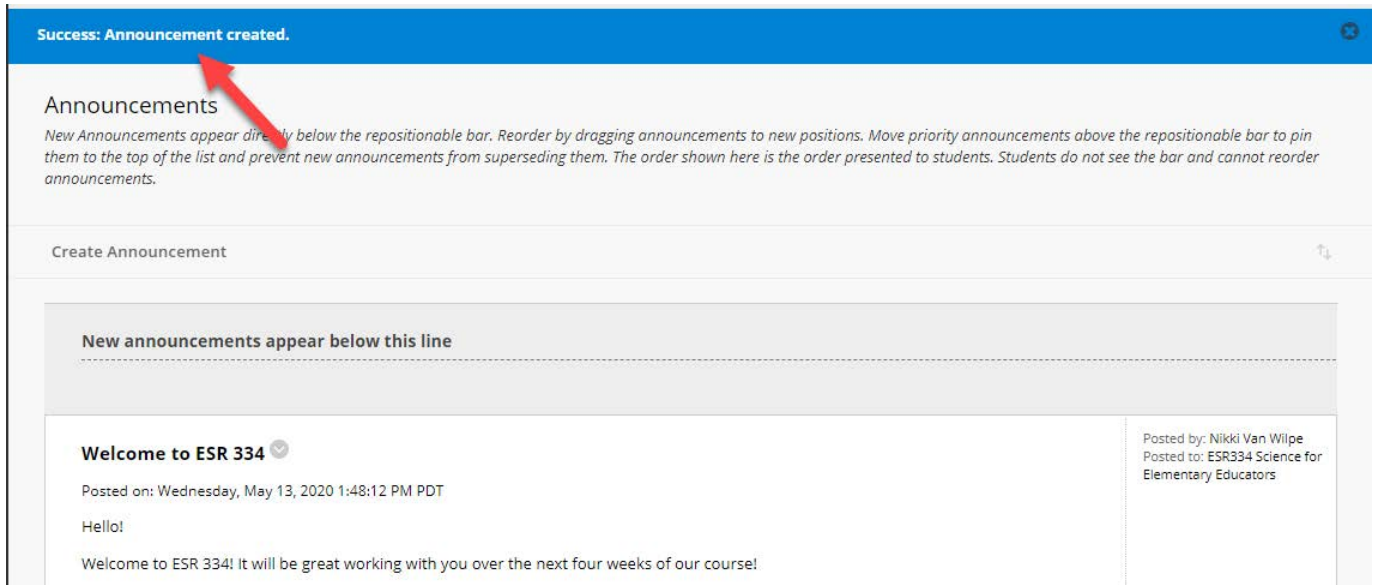 Success: Announcement created.
Announcements
New Announcements appear directly below the repositionable bar. Reorder by dragging announcements to new positions. Move priority announcements above the repositionable bar to pin
them to the top of the list and prevent new announcements from superseding them. The order shown here is the order presented to students. Students do not see the bar and cannot reorder
announcements.
Create Announcement
New announcements appear below this line
Welcome to ESR 334
Posted on: Wednesday, May 13, 2020 1:48:12 PM PDT
Hello!
Welcome to ESR 334! It will be great working with you over the next four weeks of our course!
Posted by: Nikki Van Wilpe
Posted to: ESR334 Science for
Elementary Educators